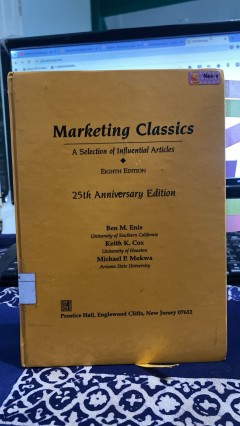 Marketing Classics
A Selection of Influential Articles
EIGHTH EDITION
25th Anniversary Edition
Ben M. Enis
University of Southern California
Keith K. Cox
University of Houston
Michael P. Mokwa
Arizona State University
Prentice Hall, Englewood Cliffs, New Jersey 07632